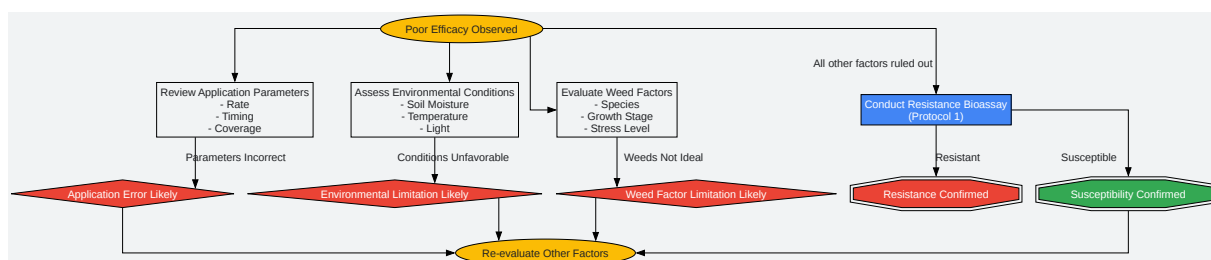 Poor Efficacy Observed
All other factors ruled out
Review Application Parameters
- Rate
- Timing
- Coverage
Assess Environmental Conditions
- Soil Moisture
- Temperature
- Light
Evaluate Weed Factors
- Species
- Growth Stage
- Stress Level
Conduct Resistance Bioassay
(Protocol 1)
Parameters Incorrect
Conditions Unfavorable
Weeds Not Ideal
Resistant
Susceptible
Application Error Likely
Environmental Limitation Likely
Weed Factor Limitation Likely
Resistance Confirmed
Susceptibility Confirmed
Re-evaluate Other Factors